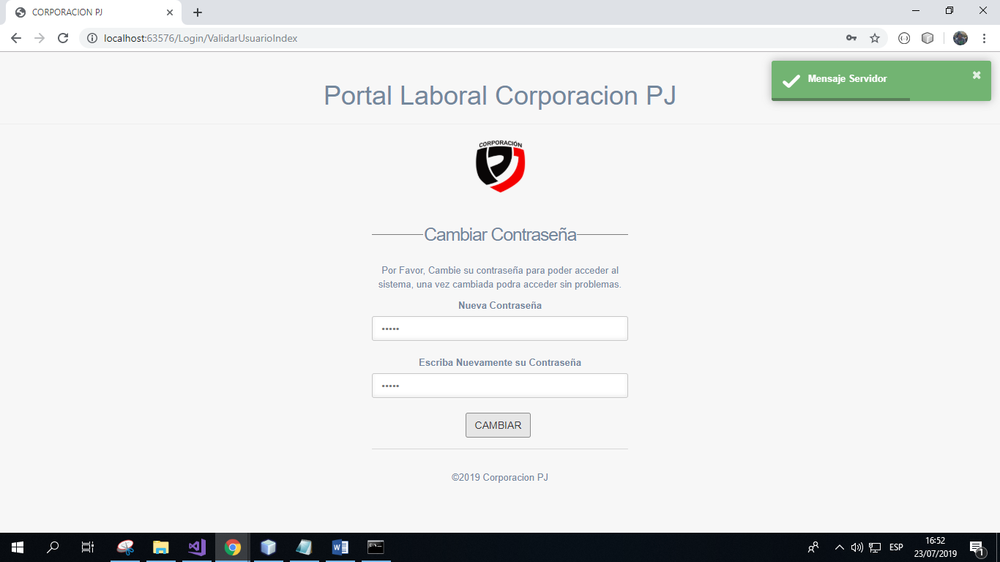 CORPORACION PJ
localhost:63576/Login/ValidarUsuarioIndex
Mensaje Servidor
Portal Laboral Corporacion PJ
CORPORACIÓN
PJ
Cambiar Contraseña
Por Favor, Cambie su contraseña para poder acceder al
sistema, una vez cambiada podra acceder sin problemas.
Nueva Contraseña
•••••
Escriba Nuevamente su Contraseña
•••••
CAMBIAR
©2019 Corporacion PJ
ESP
16:52
23/07/2019
1